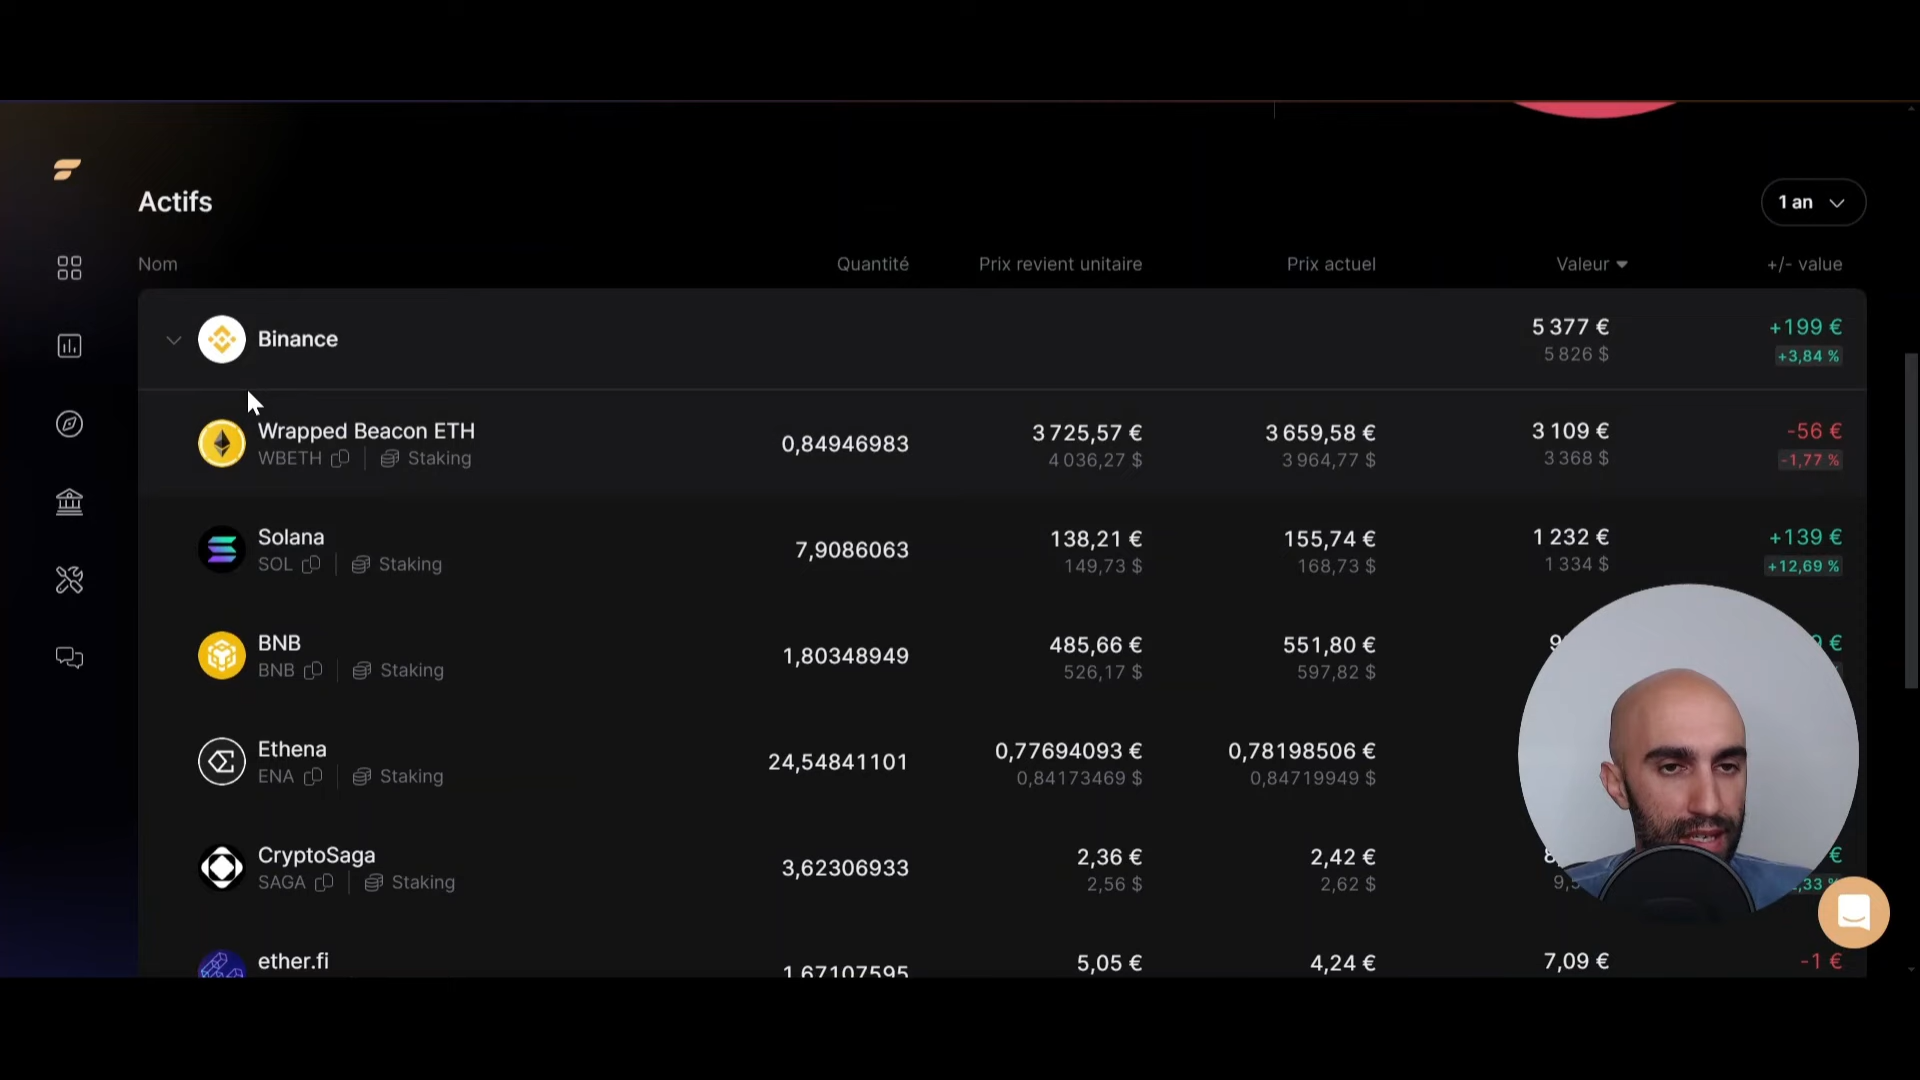 Actifs
1 an
Nom Quantité Prix revient unitaire Prix actuel Valeur +/- value
Binance 5 377 € +199 €
5 826 $ +3,84 %
Wrapped Beacon ETH 0,84946983 3 725,57 € 3 659,58 € 3 109 € -56 €
WBETH Staking 4 036,27 $ 3 964,77 $ 3 368 $ -1,77 %
Solana 7,9086063 138,21 € 155,74 € 1 232 € +139 €
SOL Staking 149,73 $ 168,73 $ 1 334 $ +12,69 %
BNB 1,80348949 485,66 € 551,80 € €
BNB Staking 526,17 $ 597,82 $
Ethena 24,54841101 0,77694093 € 0,78198506 €
ENA Staking 0,84173469 $ 0,84719949 $
CryptoSaga 3,62306933 2,36 € 2,42 € €
SAGA Staking 2,56 $ 2,62 $
ether.fi 1,67107595 5,05 € 4,24 € 7,09 € -1 €